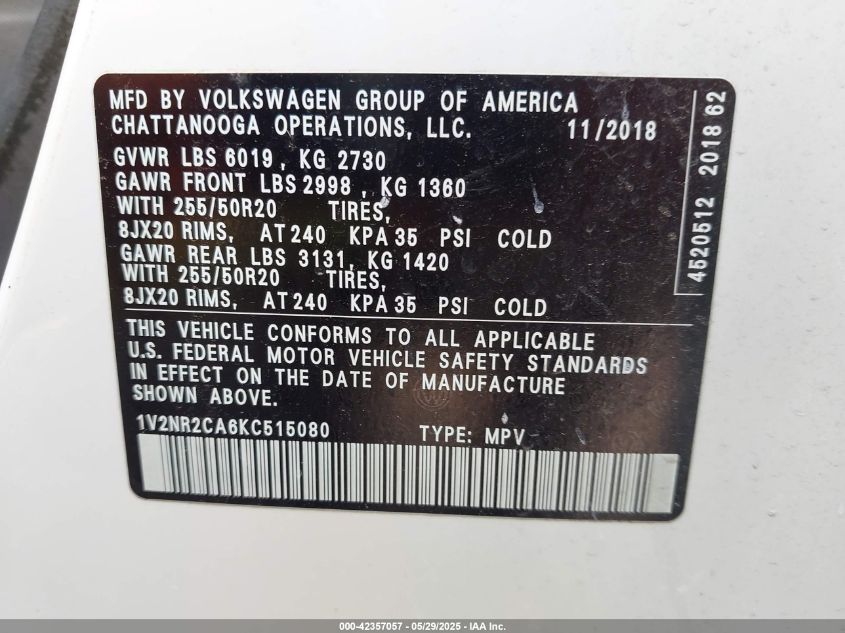 MFD BY VOLKSWAGEN GROUP OF AMERICA
CHATTANOOGA OPERATIONS, LLC. 11/2018
GVWR LBS 6019, KG 2730
GAWR FRONT LBS 2998, KG 1360
WITH 255/50R20 TIRES,
8JX20 RIMS, AT 240 KPA 35 PSI COLD
GAWR REAR LBS 3131, KG 1420
WITH 255/50R20 TIRES,
8JX20 RIMS, AT 240 KPA 35 PSI COLD
THIS VEHICLE CONFORMS TO ALL APPLICABLE
U.S. FEDERAL MOTOR VEHICLE SAFETY STANDARDS
IN EFFECT ON THE DATE OF MANUFACTURE
SHOWN ABOVE.
1V2NR2CA6KC515080 TYPE: MPV
4520512 2018 62
000-42357057 - 05/29/2025 - IAA Inc.